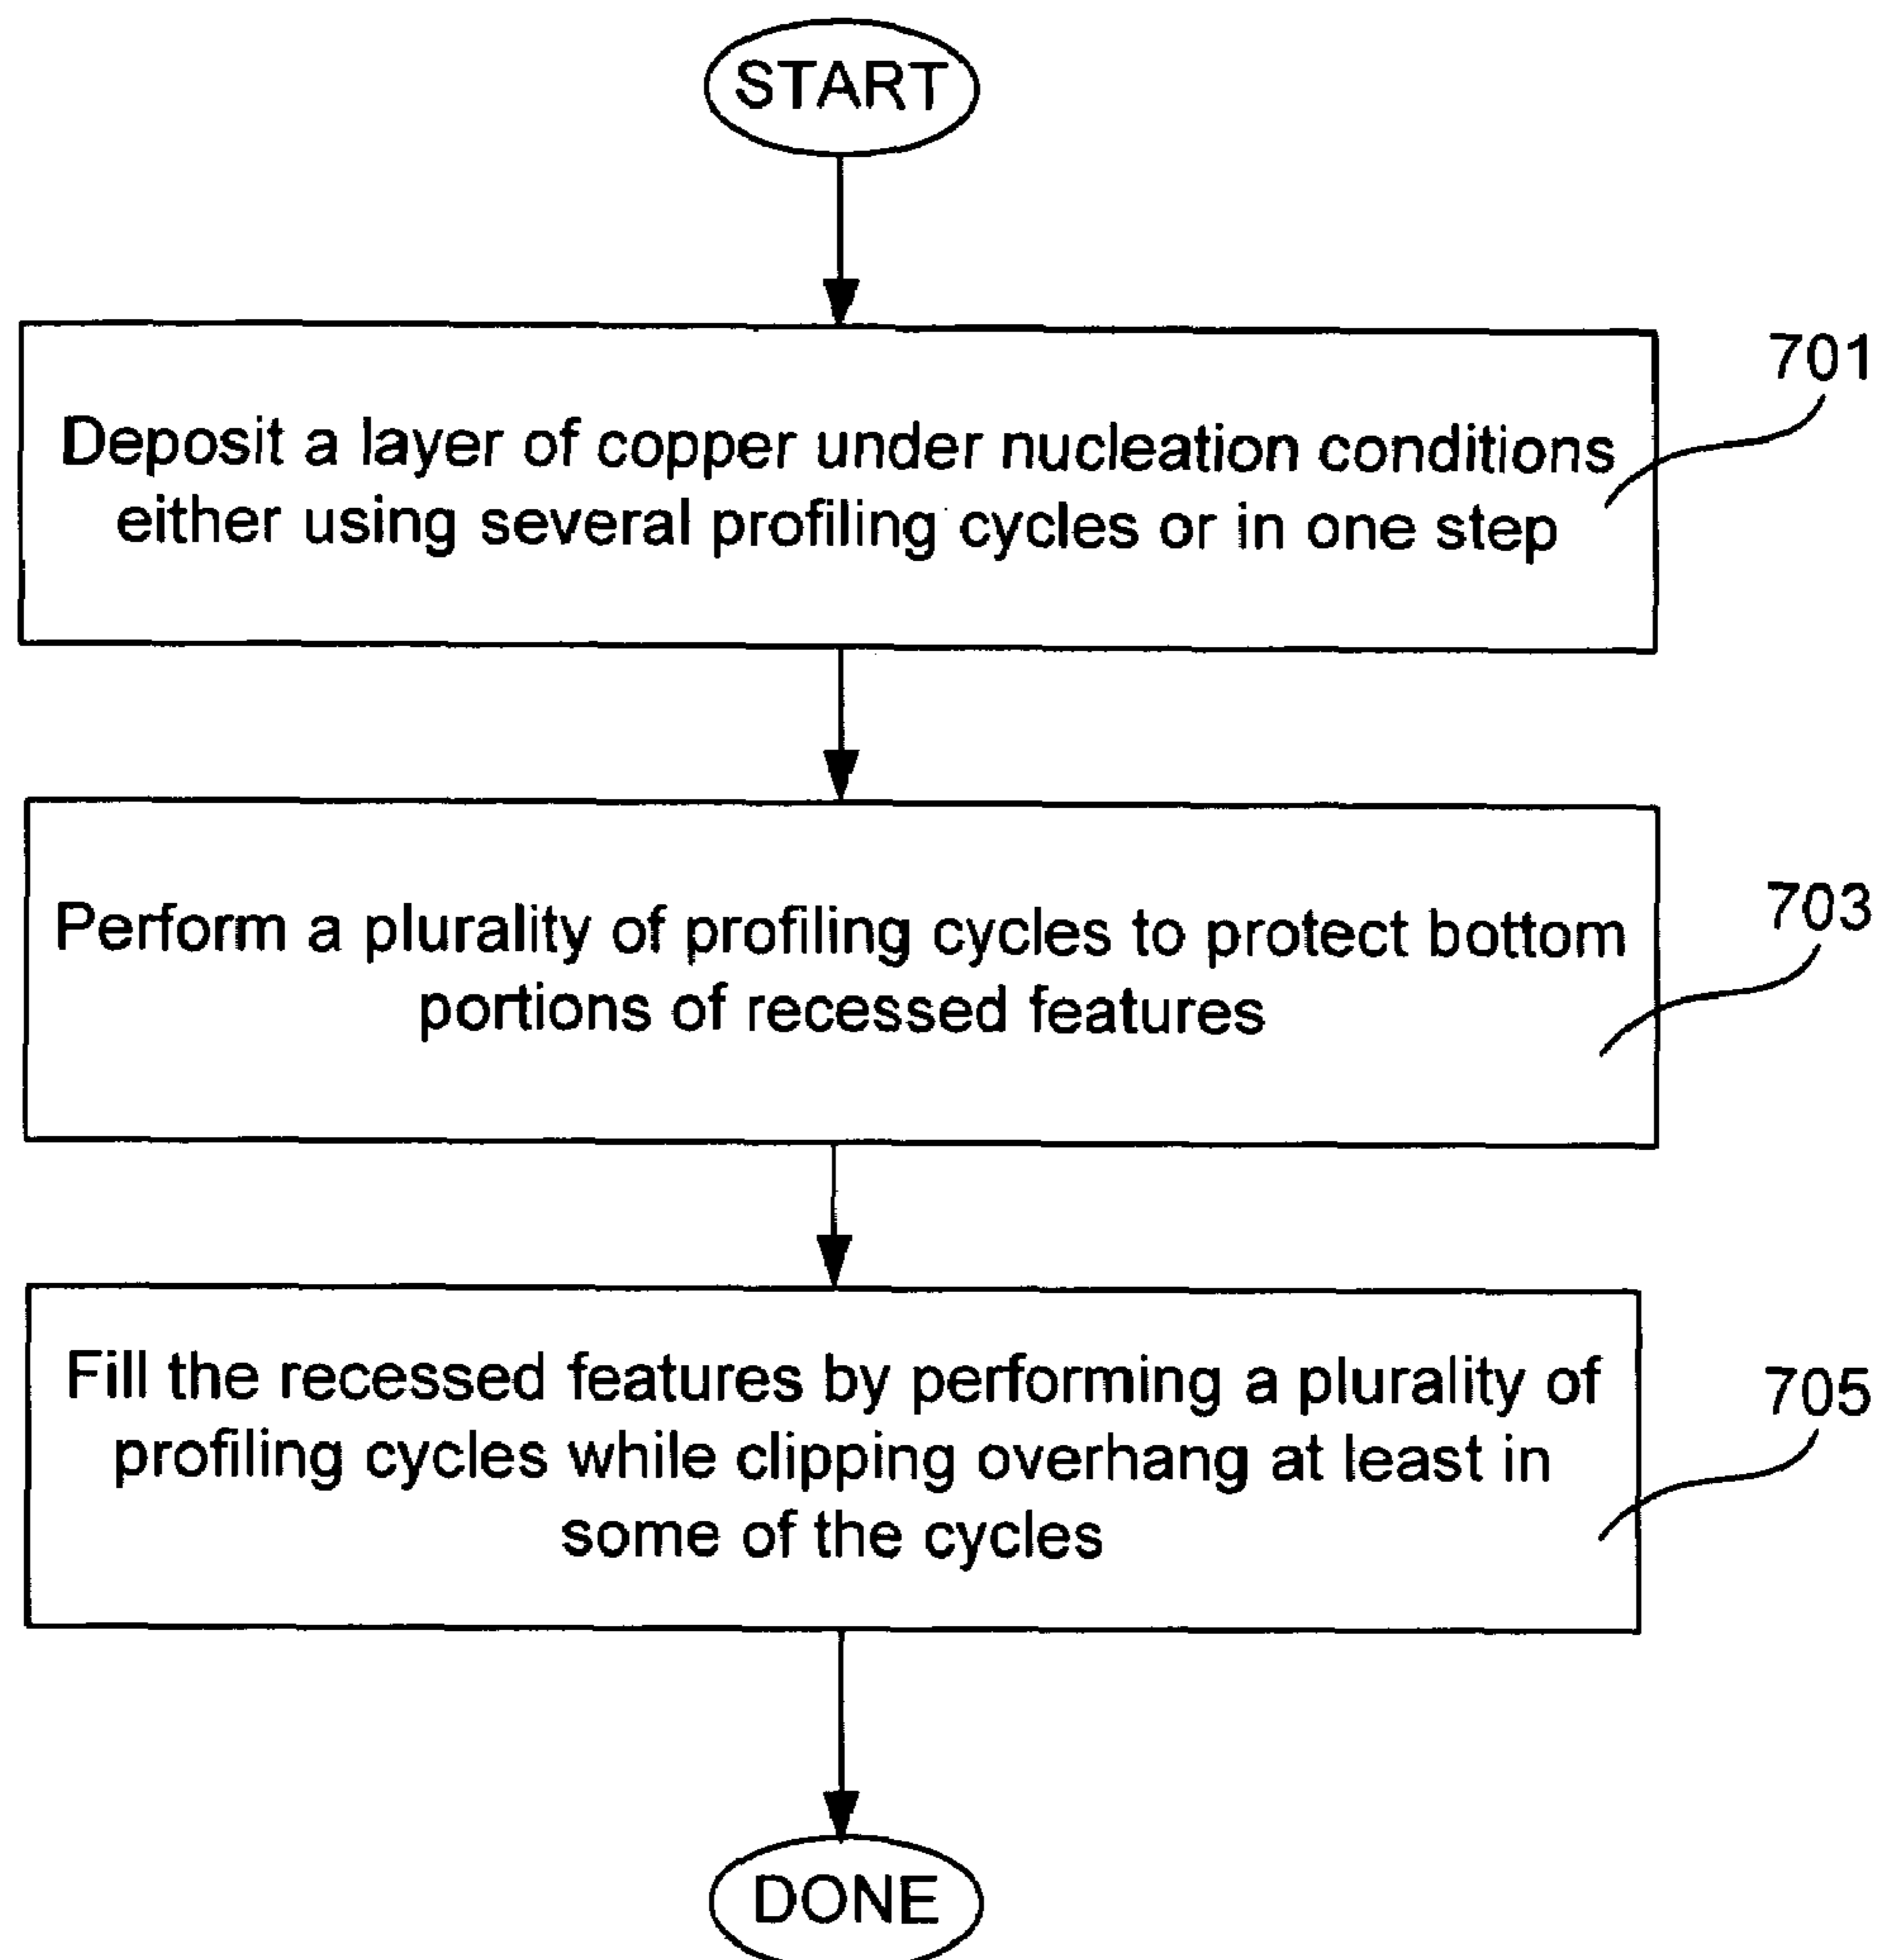 START
701
Deposit a layer of copper under nucleation conditions
either using several profiling cycles or in one step
703
Perform a plurality of profiling cycles to protect bottom
portions of recessed features
705
Fill the recessed features by performing a plurality of
profiling cycles while clipping overhang at least in
some of the cycles
DONE